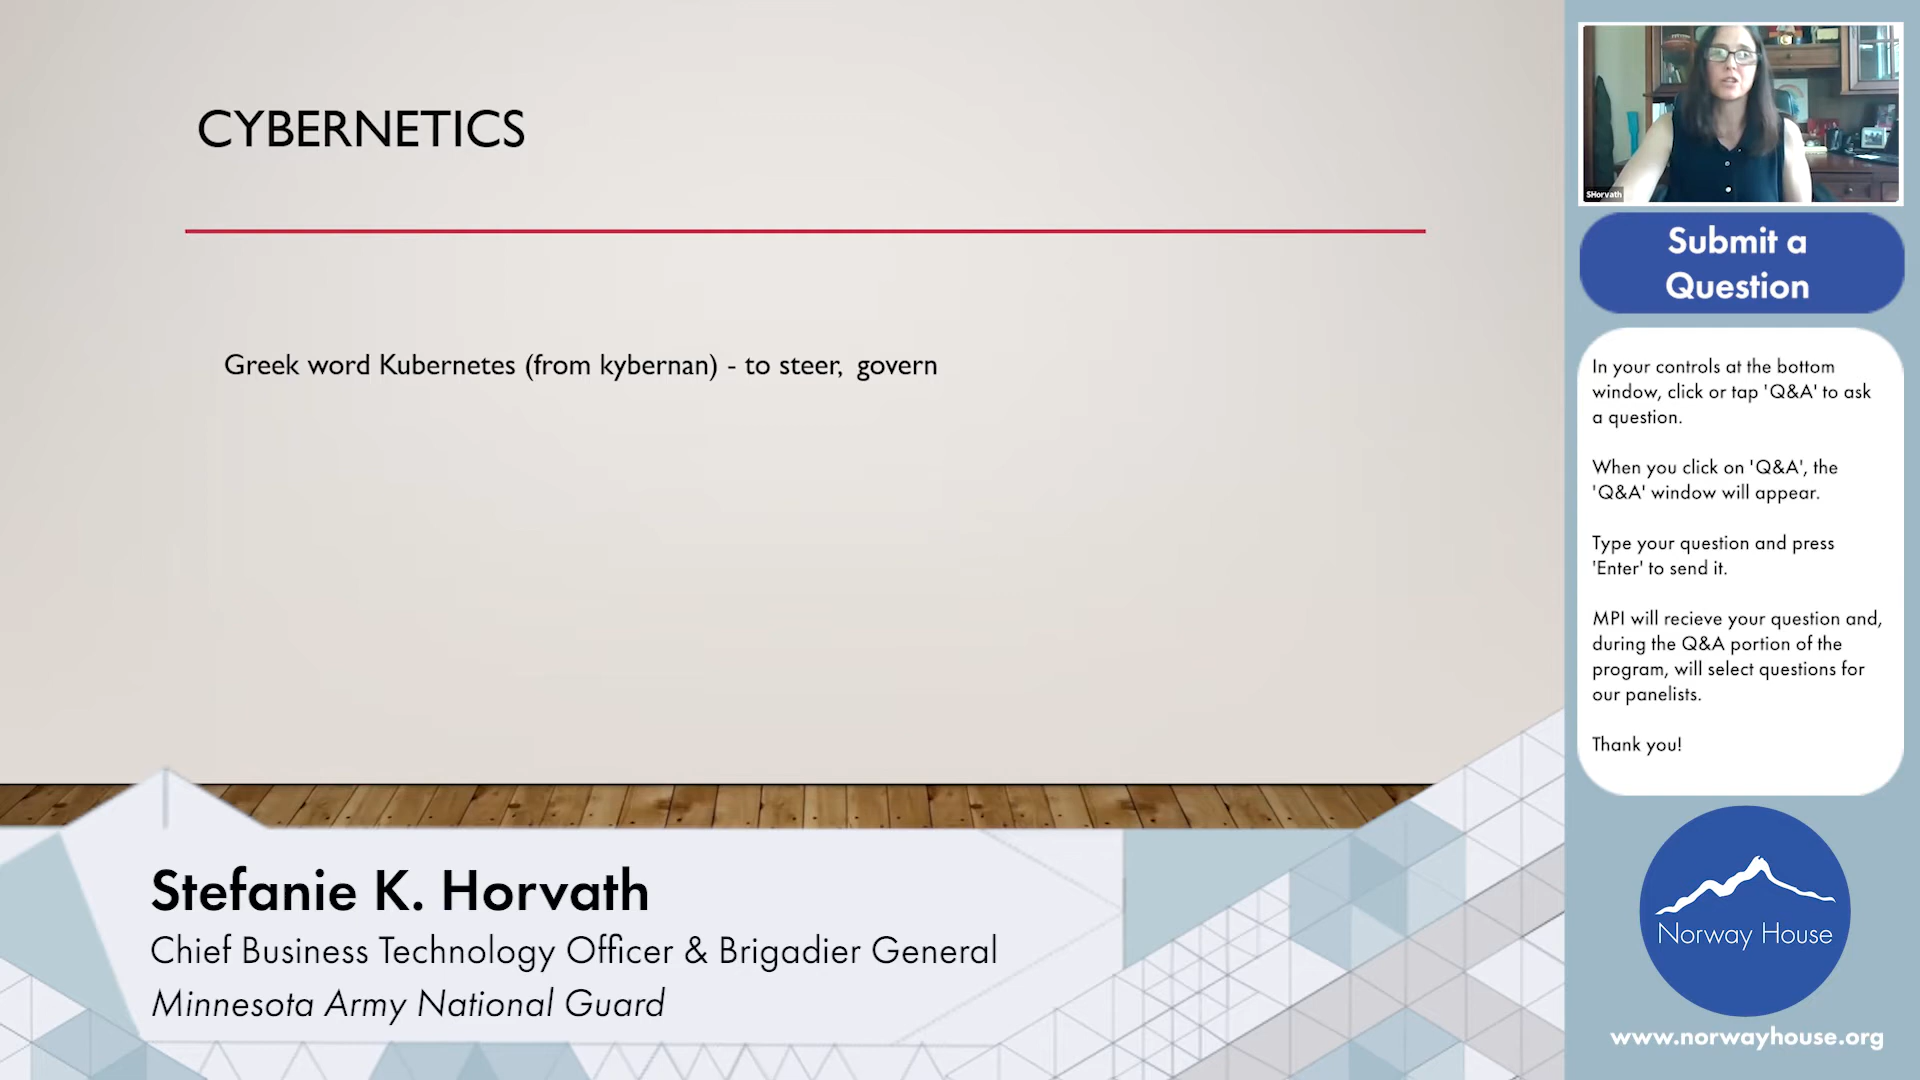 CYBERNETICS
Greek word Kubernetes (from kybernan) - to steer, govern
Stefanie K. Horvath
Chief Business Technology Officer & Brigadier General
Minnesota Army National Guard
SHorvath
Submit a
Question
In your controls at the bottom
window, click or tap 'Q&A' to ask
a question.
When you click on 'Q&A', the
'Q&A' window will appear.
Type your question and press
'Enter' to send it.
MPI will recieve your question and,
during the Q&A portion of the
program, will select questions for
our panelists.
Thank you!
Norway House
www.norwayhouse.org